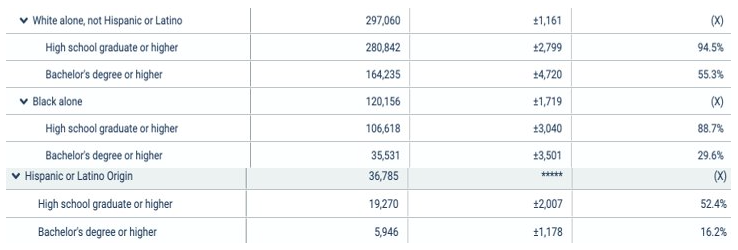 White alone, not Hispanic or Latino 297,060 ±1,161 (X)
High school graduate or higher 280,842 ±2,799 94.5%
Bachelor's degree or higher 164,235 ±4,720 55.3%
Black alone 120,156 ±1,719 (X)
High school graduate or higher 106,618 ±3,040 88.7%
Bachelor's degree or higher 35,531 ±3,501 29.6%
Hispanic or Latino Origin 36,785 ***** (X)
High school graduate or higher 19,270 ±2,007 52.4%
Bachelor's degree or higher 5,946 ±1,178 16.2%